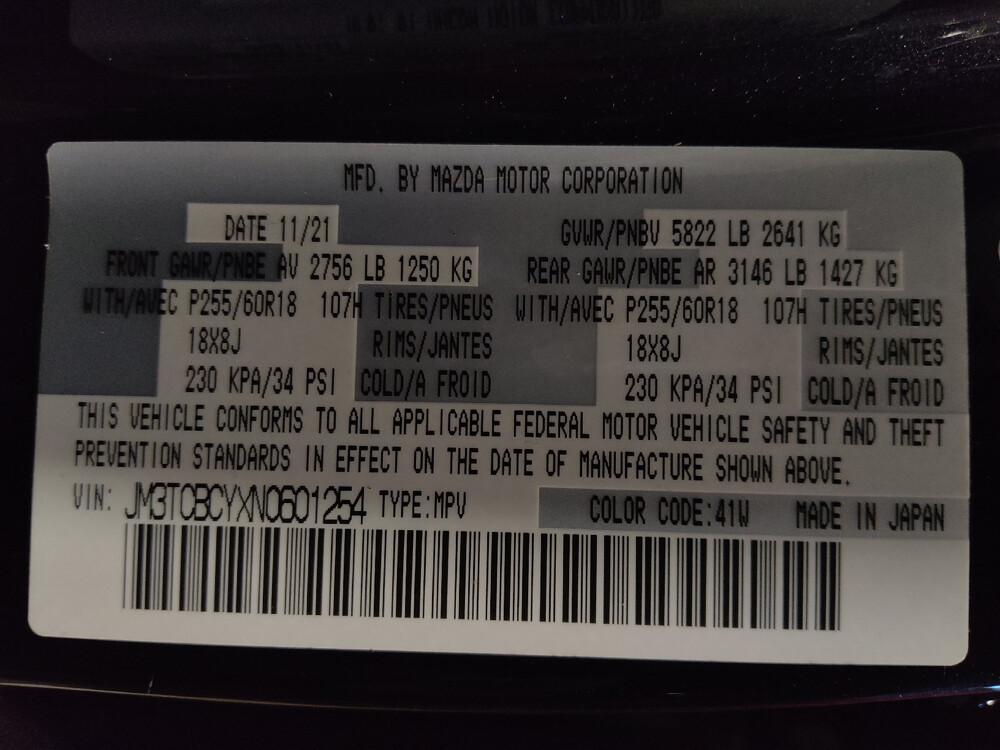 MFD. BY MAZDA MOTOR CORPORATION
DATE 11/21 GVWR/PNBV 5822 LB 2641 KG
FRONT GAWR/PNBE AV 2756 LB 1250 KG REAR GAWR/PNBE AR 3146 LB 1427 KG
WITH/AVEC P255/60R18 107H TIRES/PNEUS WITH/AVEC P255/60R18 107H TIRES/PNEUS
18X8J RIMS/JANTES 18X8J RIMS/JANTES
230 KPA/34 PSI COLD/A FROID 230 KPA/34 PSI COLD/A FROID
THIS VEHICLE CONFORMS TO ALL APPLICABLE FEDERAL MOTOR VEHICLE SAFETY AND THEFT
PREVENTION STANDARDS IN EFFECT ON THE DATE OF MANUFACTURE SHOWN ABOVE.
VIN: JM3TCBCYXN0601254 TYPE:MPV COLOR CODE:41W MADE IN JAPAN